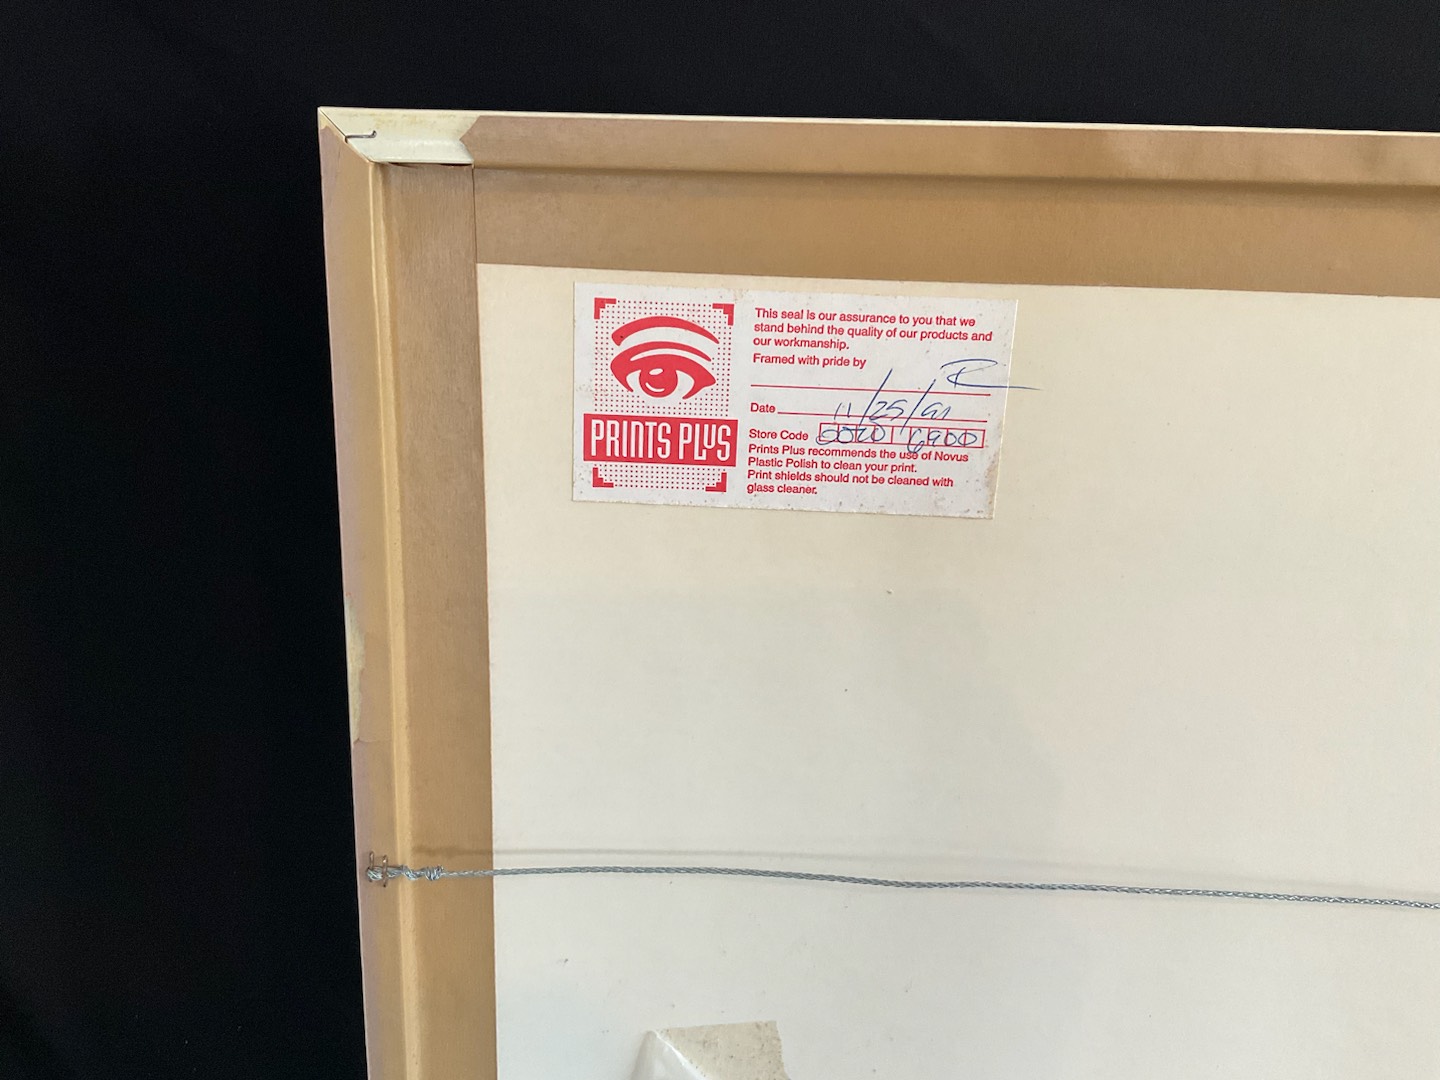 This seal is our assurance to you that we
stand behind the quality of our products and
our workmanship.
Framed with pride by
Date 11/25/91
Store Code 0020 6900
Prints Plus recommends the use of Novus
Plastic Polish to clean your print.
Print shields should not be cleaned with
glass cleaner.
PRINTS PLUS